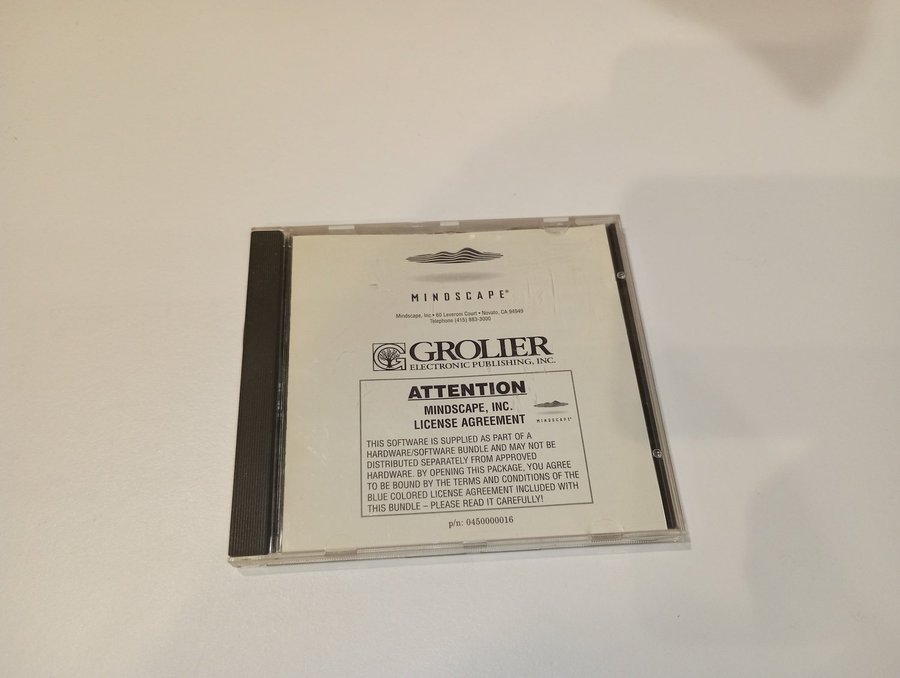 MINDSCAPE®
Mindscape, Inc. • 60 Leveroni Court • Novato, CA 94949
Telephone (415) 883-3000
G GROLIER
ELECTRONIC PUBLISHING, INC.
ATTENTION
MINDSCAPE, INC.
LICENSE AGREEMENT
MINDSCAPE®
THIS SOFTWARE IS SUPPLIED AS PART OF A
HARDWARE/SOFTWARE BUNDLE AND MAY NOT BE
DISTRIBUTED SEPARATELY FROM APPROVED
HARDWARE. BY OPENING THIS PACKAGE, YOU AGREE
TO BE BOUND BY THE TERMS AND CONDITIONS OF THE
BLUE COLORED LICENSE AGREEMENT INCLUDED WITH
THIS BUNDLE – PLEASE READ IT CAREFULLY!
p/n: 0450000016